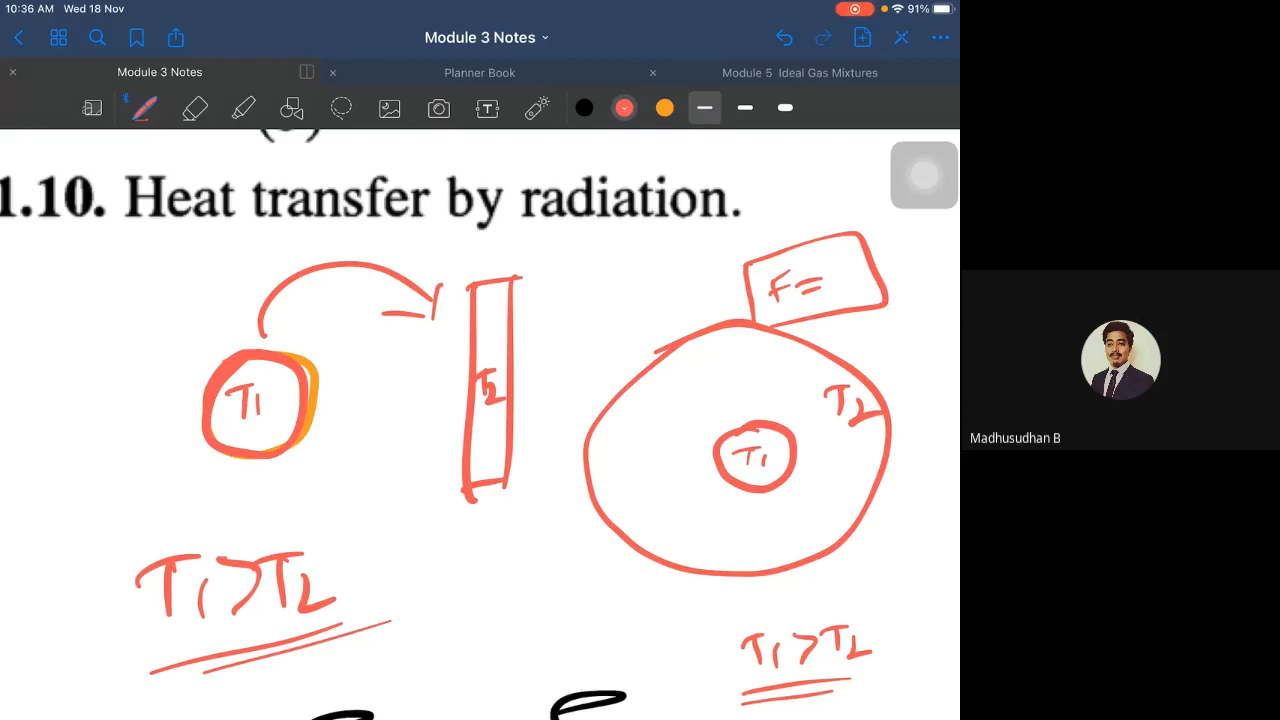 10:36 AM Wed 18 Nov
91%
Module 3 Notes
Module 3 Notes
Planner Book
Module 5 Ideal Gas Mixtures
T
1.10. Heat transfer by radiation.
F=
T1
T2
T2
T1
T1>T2
T1>T2
Madhusudhan B